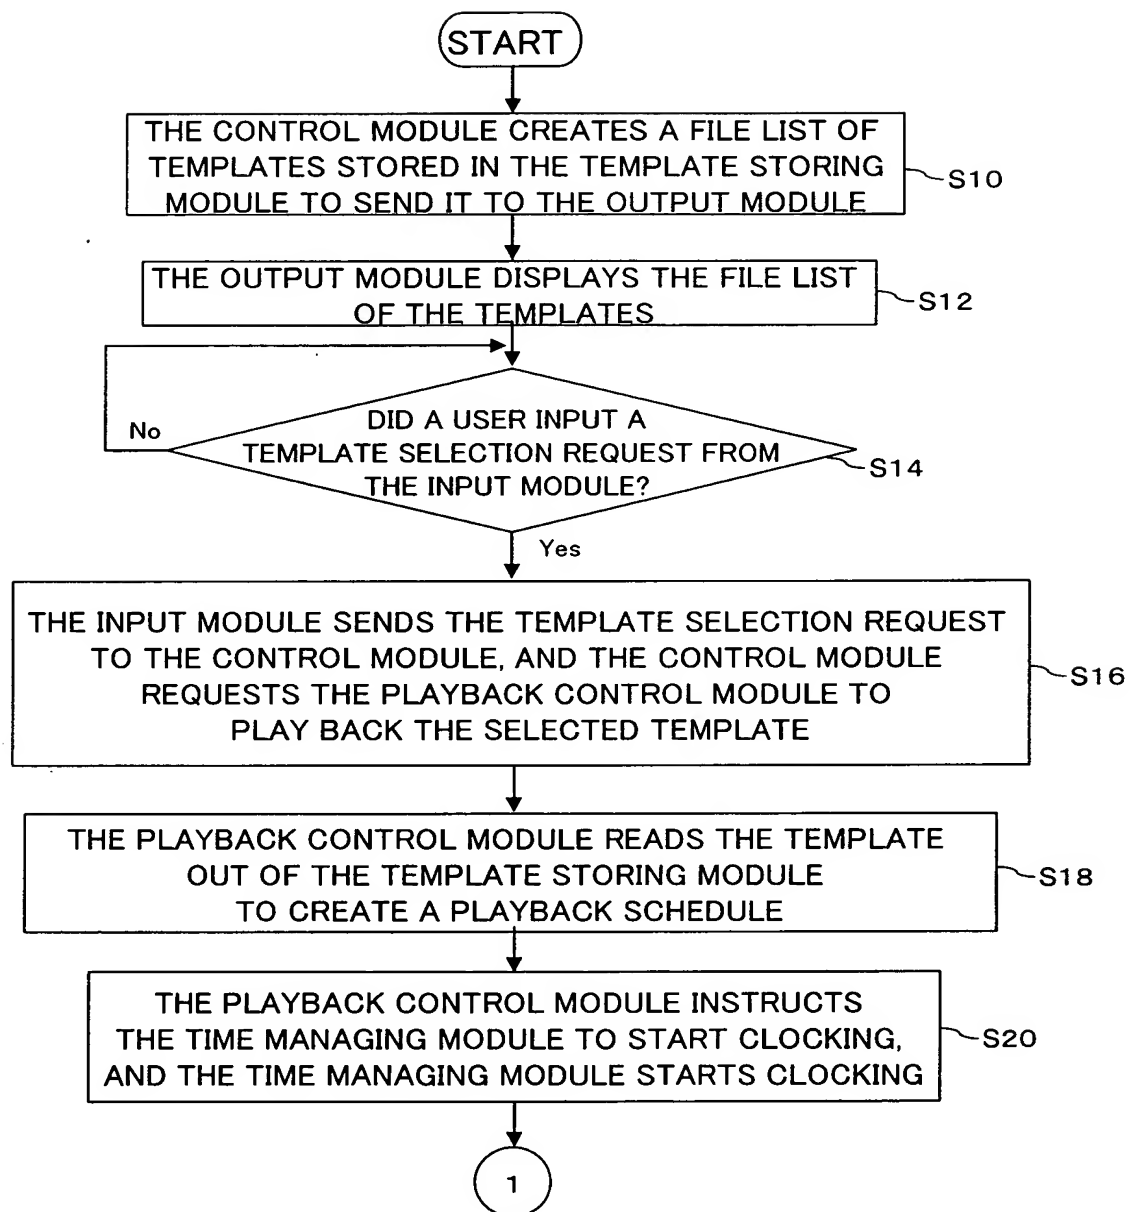 START
THE CONTROL MODULE CREATES A FILE LIST OF
TEMPLATES STORED IN THE TEMPLATE STORING
MODULE TO SEND IT TO THE OUTPUT MODULE
S10
THE OUTPUT MODULE DISPLAYS THE FILE LIST
OF THE TEMPLATES
S12
DID A USER INPUT A
TEMPLATE SELECTION REQUEST FROM
THE INPUT MODULE?
No
S14
Yes
THE INPUT MODULE SENDS THE TEMPLATE SELECTION REQUEST
TO THE CONTROL MODULE, AND THE CONTROL MODULE
REQUESTS THE PLAYBACK CONTROL MODULE TO
PLAY BACK THE SELECTED TEMPLATE
S16
THE PLAYBACK CONTROL MODULE READS THE TEMPLATE
OUT OF THE TEMPLATE STORING MODULE
TO CREATE A PLAYBACK SCHEDULE
S18
THE PLAYBACK CONTROL MODULE INSTRUCTS
THE TIME MANAGING MODULE TO START CLOCKING,
AND THE TIME MANAGING MODULE STARTS CLOCKING
S20
1